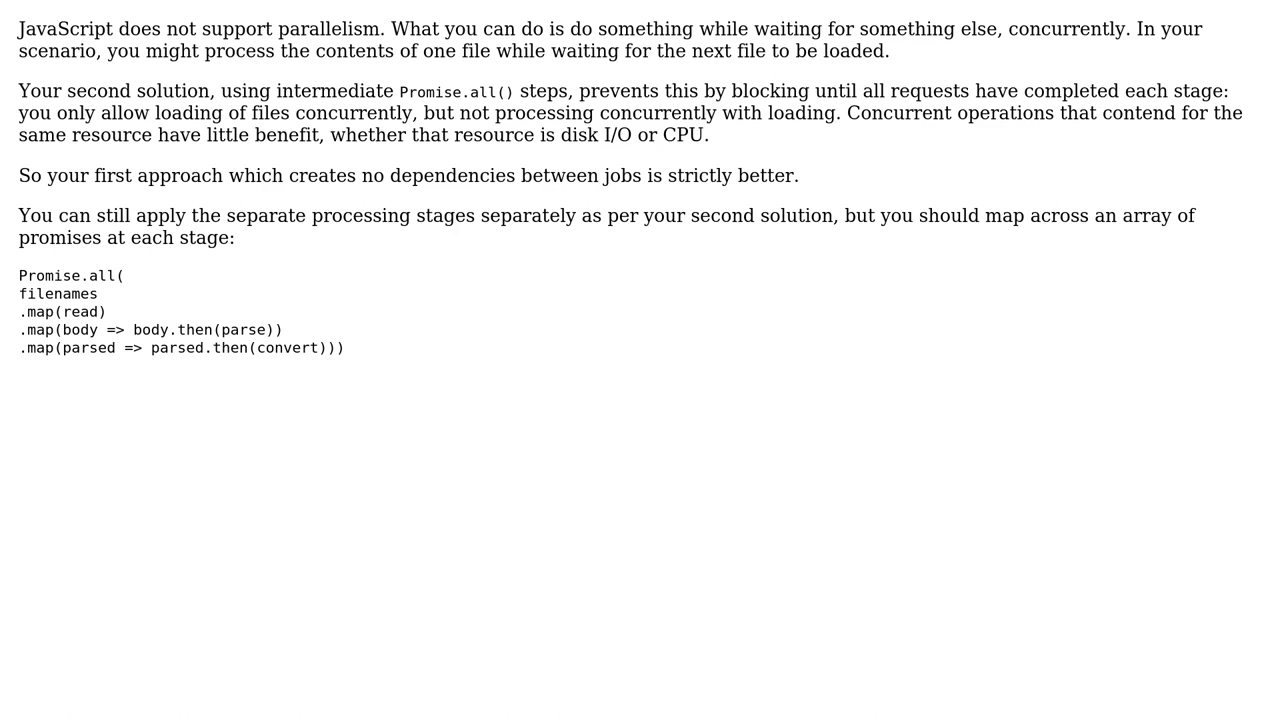 JavaScript does not support parallelism. What you can do is do something while waiting for something else, concurrently. In your
scenario, you might process the contents of one file while waiting for the next file to be loaded.
Your second solution, using intermediate Promise.all() steps, prevents this by blocking until all requests have completed each stage:
you only allow loading of files concurrently, but not processing concurrently with loading. Concurrent operations that contend for the
same resource have little benefit, whether that resource is disk I/O or CPU.
So your first approach which creates no dependencies between jobs is strictly better.
You can still apply the separate processing stages separately as per your second solution, but you should map across an array of
promises at each stage:
Promise.all(
filenames
.map(read)
.map(body => body.then(parse))
.map(parsed => parsed.then(convert)))